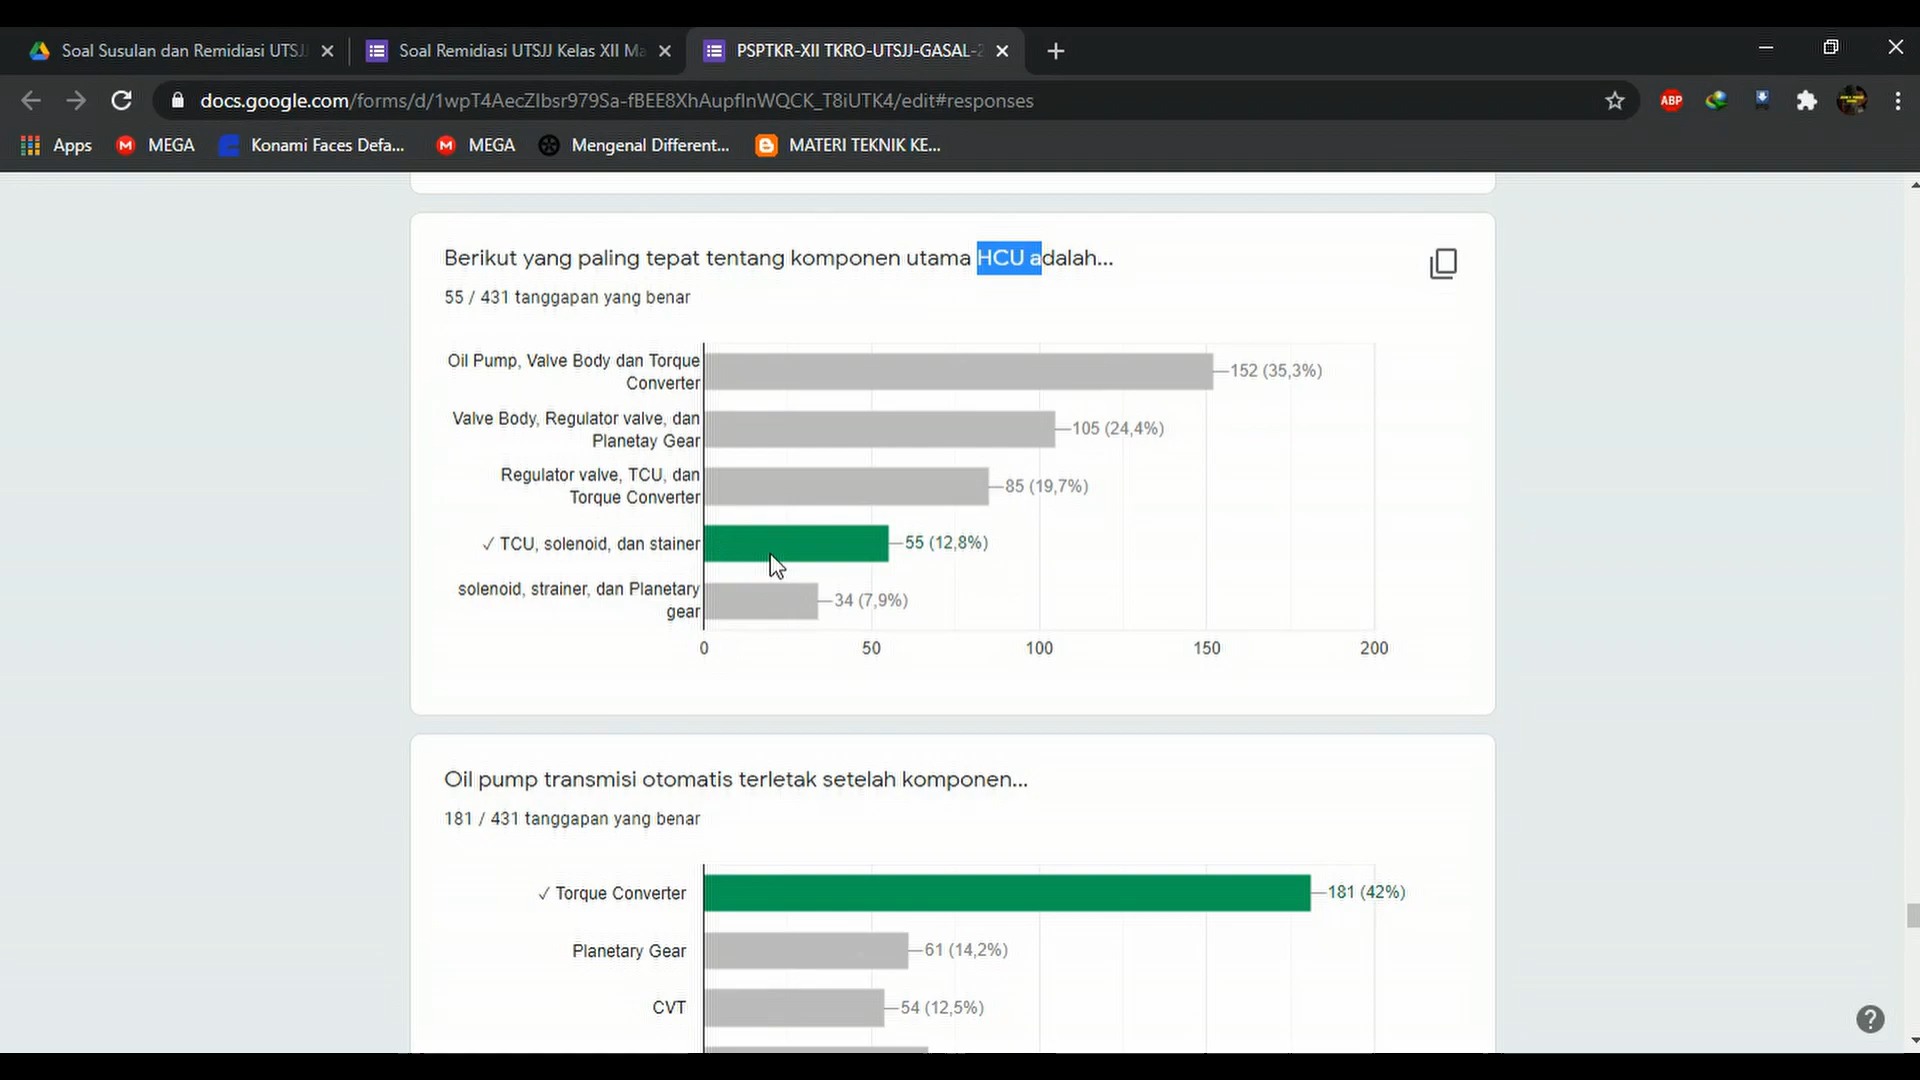 Soal Susulan dan Remidiasi UTSJJ
Soal Remidiasi UTSJJ Kelas XII Ma
PSPTKR-XII TKRO-UTSJJ-GASAL-2
docs.google.com/forms/d/1wpT4AecZIbsr979Sa-fBEE8XhAupfInWQCK_T8iUTK4/edit#responses
ABP
Apps
MEGA
Konami Faces Defa...
MEGA
Mengenal Different...
MATERI TEKNIK KE...
Berikut yang paling tepat tentang komponen utama HCU adalah...
55 / 431 tanggapan yang benar
Oil Pump, Valve Body dan Torque
Converter
152 (35,3%)
Valve Body, Regulator valve, dan
Planetay Gear
105 (24,4%)
Regulator valve, TCU, dan
Torque Converter
85 (19,7%)
✓ TCU, solenoid, dan stainer
55 (12,8%)
solenoid, strainer, dan Planetary
gear
34 (7,9%)
0 50 100 150 200
Oil pump transmisi otomatis terletak setelah komponen...
181 / 431 tanggapan yang benar
✓ Torque Converter
181 (42%)
Planetary Gear
61 (14,2%)
CVT
54 (12,5%)